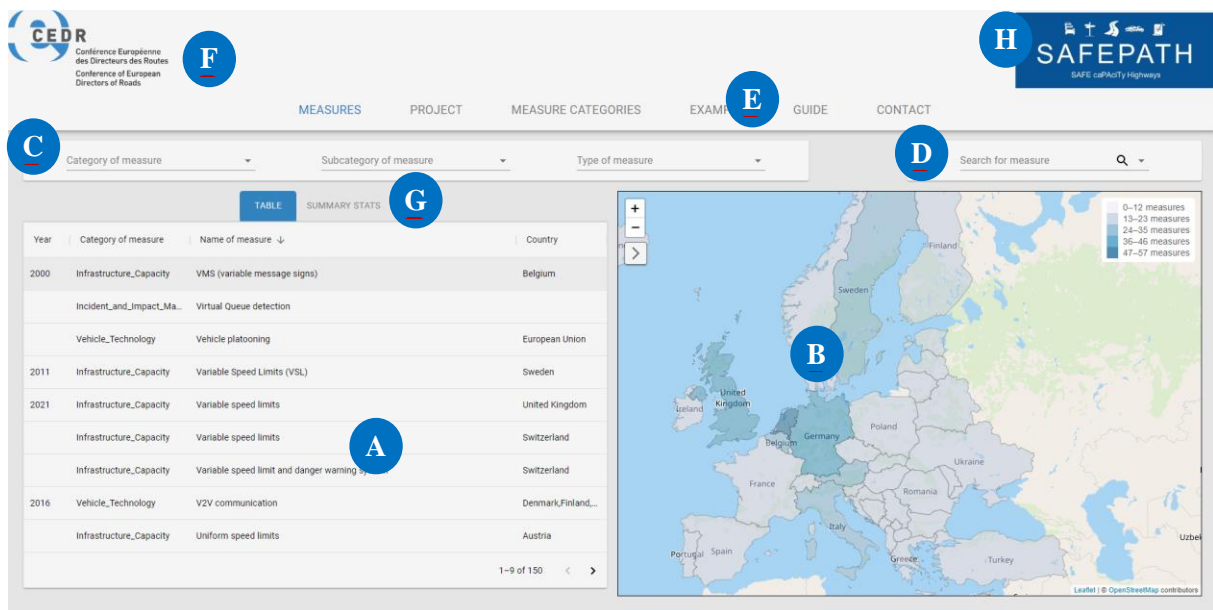 CEDR
Conférence Européenne
des Directeurs des Routes
Conference of European
Directors of Roads
F
H
SAFEPATH
SAFE caPAciTy Highways
MEASURES PROJECT MEASURE CATEGORIES EXAMP E GUIDE CONTACT
C Category of measure Subcategory of measure Type of measure D Search for measure
TABLE SUMMARY STATS G
Year Category of measure Name of measure ↓ Country
2000 Infrastructure_Capacity VMS (variable message signs) Belgium
Incident_and_Impact_Ma... Virtual Queue detection
Vehicle_Technology Vehicle platooning European Union
2011 Infrastructure_Capacity Variable Speed Limits (VSL) Sweden
2021 Infrastructure_Capacity Variable speed limits United Kingdom
Infrastructure_Capacity Variable speed limits A Switzerland
Infrastructure_Capacity Variable speed limit and danger warning Switzerland
2016 Vehicle_Technology V2V communication Denmark,Finland,...
Infrastructure_Capacity Uniform speed limits Austria
1–9 of 150 < >
+
−
>
0–12 measures
13–23 measures
24–35 measures
36–46 measures
47–57 measures
Finland
Sweden
B
United
Kingdom
Ireland
Belgium
Germany
Poland
Ukraine
France
Romania
Italy
Portugal
Spain
Greece
Turkey
Uzbek
Leaflet | © OpenStreetMap contributors